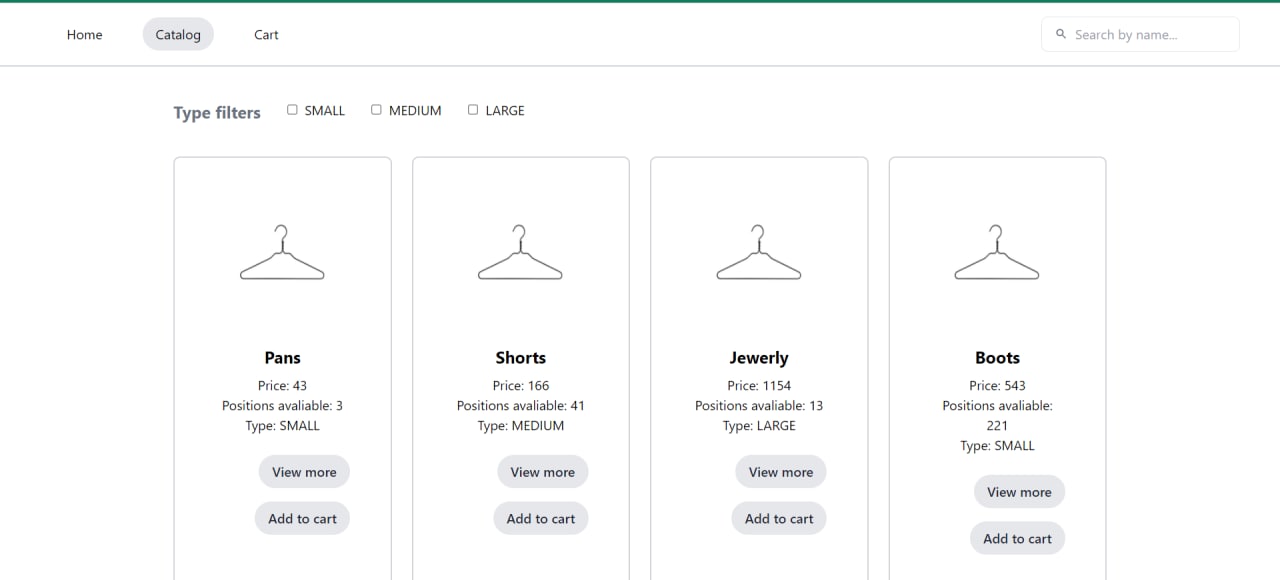 Home Catalog Cart Search by name...
Type filters SMALL MEDIUM LARGE
Pans
Price: 43
Positions avaliable: 3
Type: SMALL
View more
Add to cart
Shorts
Price: 166
Positions avaliable: 41
Type: MEDIUM
View more
Add to cart
Jewerly
Price: 1154
Positions avaliable: 13
Type: LARGE
View more
Add to cart
Boots
Price: 543
Positions avaliable:
221
Type: SMALL
View more
Add to cart